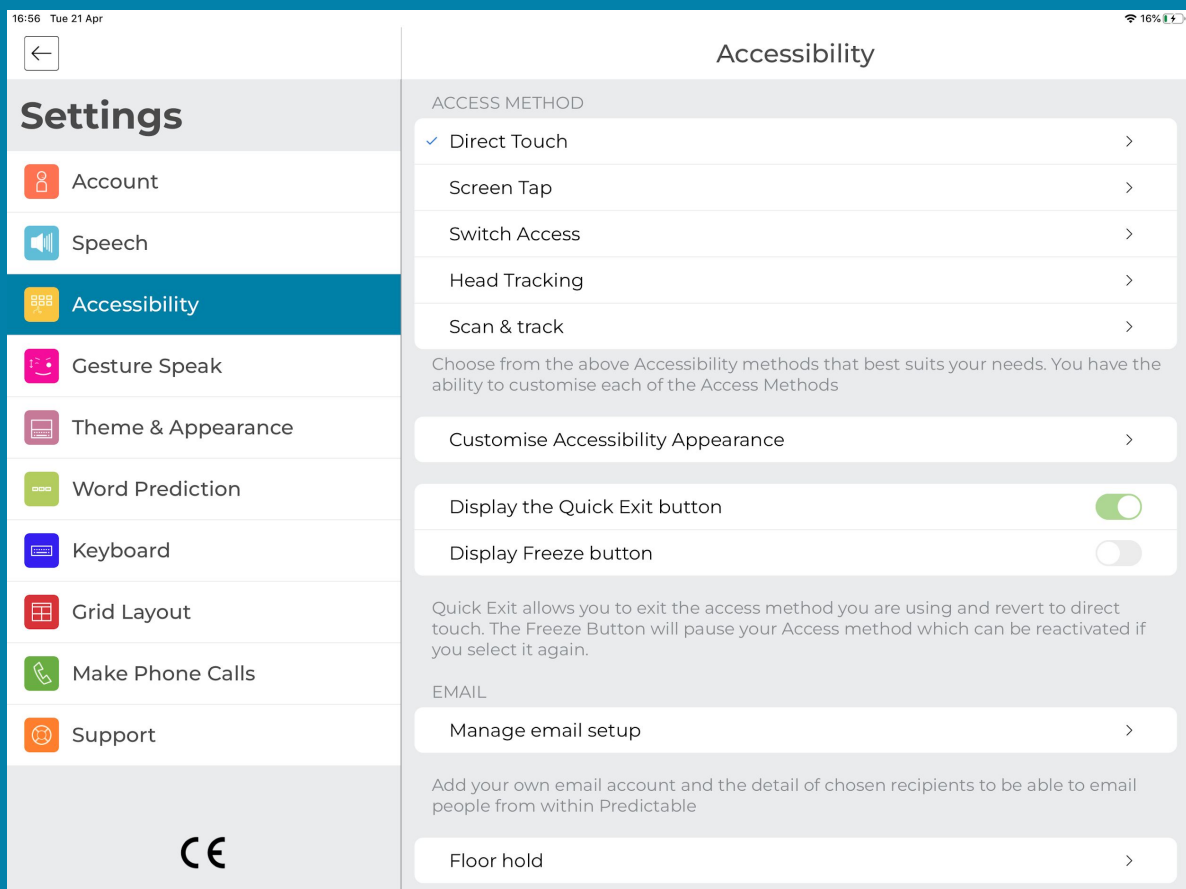 16:56 Tue 21 Apr
16%
Accessibility
Settings
Account
Speech
Accessibility
Gesture Speak
Theme & Appearance
Word Prediction
Keyboard
Grid Layout
Make Phone Calls
Support
CE
ACCESS METHOD
Direct Touch
Screen Tap
Switch Access
Head Tracking
Scan & track
Choose from the above Accessibility methods that best suits your needs. You have the
ability to customise each of the Access Methods
Customise Accessibility Appearance
Display the Quick Exit button
Display Freeze button
Quick Exit allows you to exit the access method you are using and revert to direct
touch. The Freeze Button will pause your Access method which can be reactivated if
you select it again.
EMAIL
Manage email setup
Add your own email account and the detail of chosen recipients to be able to email
people from within Predictable
Floor hold